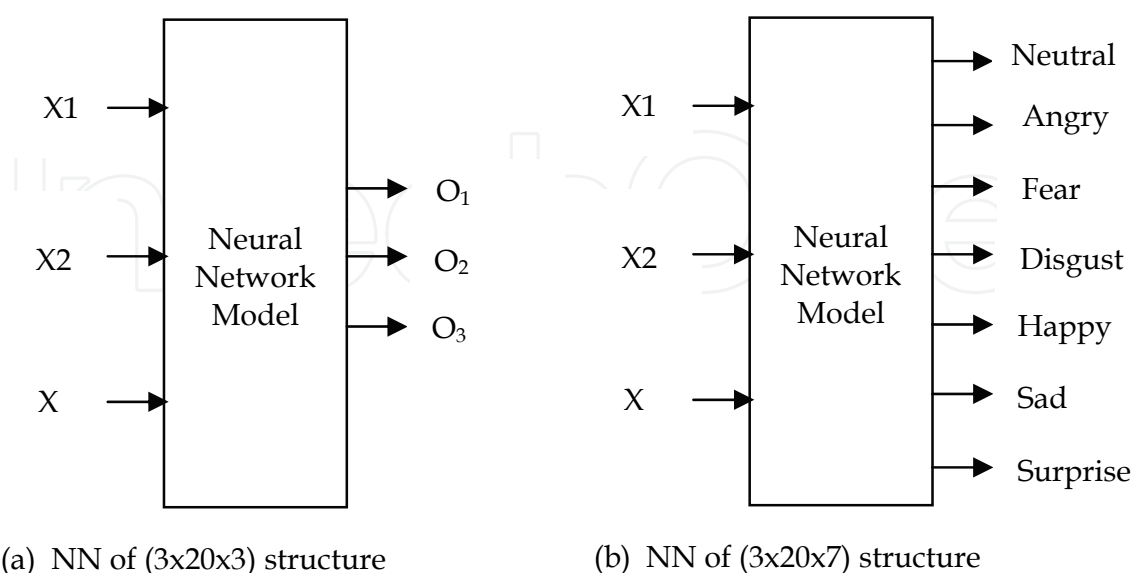 X1
X2
X
Neural
Network
Model
O₁
O₂
O₃
(a) NN of (3x20x3) structure
X1
X2
X
Neural
Network
Model
Neutral
Angry
Fear
Disgust
Happy
Sad
Surprise
(b) NN of (3x20x7) structure